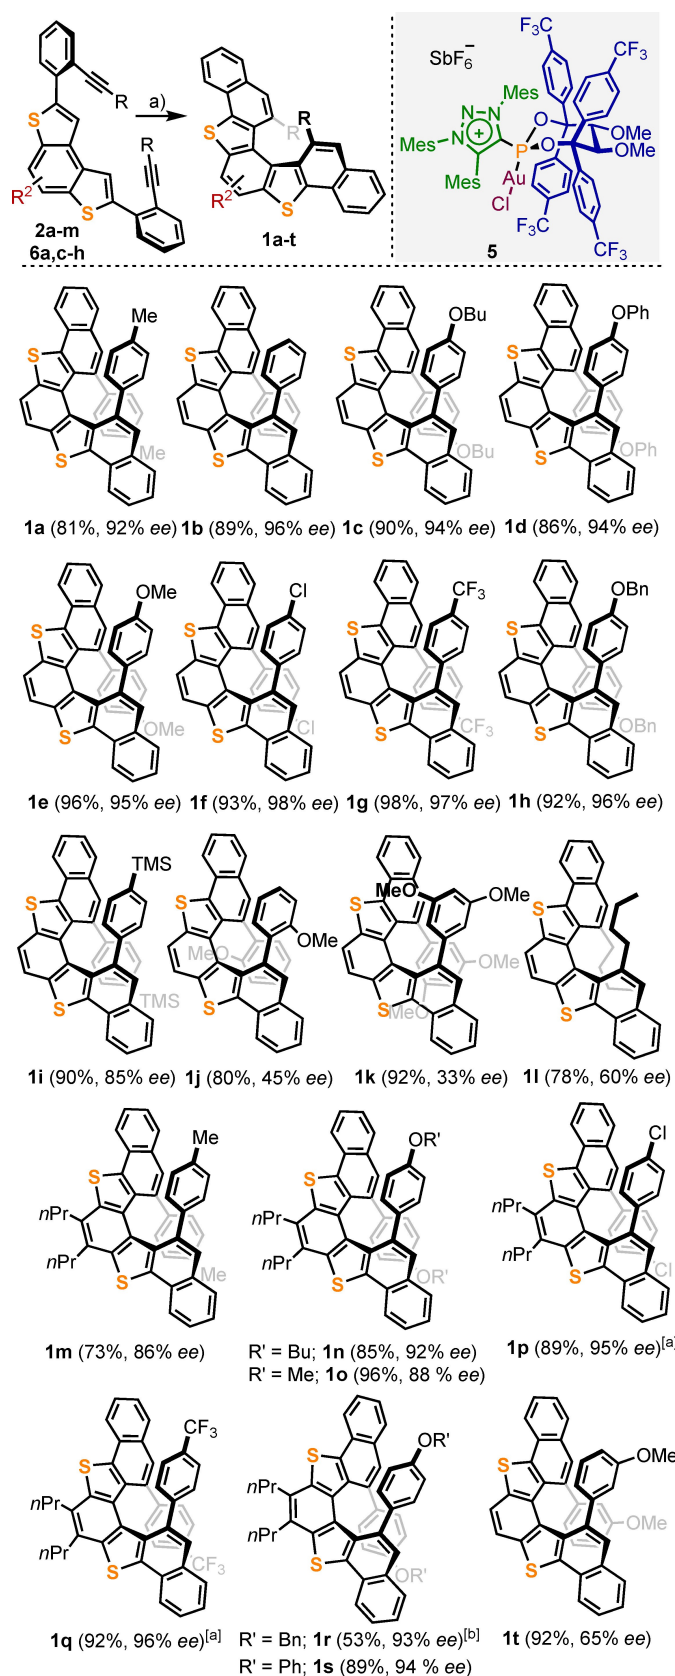 SbF6−
CF3
F3C
CF3
a)
R
R
R
R
S
S
R2
S
S
R2
2a-m
6a,c-h
1a-t
Mes
N
N
N
+
Mes
Mes
P
O
O
OMe
OMe
Au
Cl
F3C
CF3
5
Me
S
S
Me
S
S
OBu
S
S
OBu
OPh
S
S
OPh
1a (81%, 92% ee) 1b (89%, 96% ee) 1c (90%, 94% ee) 1d (86%, 94% ee)
OMe
S
S
OMe
Cl
S
S
Cl
CF3
S
S
CF3
OBn
S
S
OBn
1e (96%, 95% ee) 1f (93%, 98% ee) 1g (98%, 97% ee) 1h (92%, 96% ee)
TMS
S
S
TMS
S
S
OMe
MeO
MeO
OMe
S
S
OMe
MeO
S
S
1i (90%, 85% ee) 1j (80%, 45% ee) 1k (92%, 33% ee) 1l (78%, 60% ee)
Me
S
nPr
nPr
S
Me
OR'
S
nPr
nPr
S
OR'
Cl
S
nPr
nPr
S
Cl
1m (73%, 86% ee)
R' = Bu; 1n (85%, 92% ee)
R' = Me; 1o (96%, 88 % ee)
1p (89%, 95% ee)[a]
CF3
S
nPr
nPr
S
CF3
OR'
S
nPr
nPr
S
OR'
OMe
S
S
OMe
1q (92%, 96% ee)[a]
R' = Bn; 1r (53%, 93% ee)[b]
R' = Ph; 1s (89%, 94 % ee)
1t (92%, 65% ee)